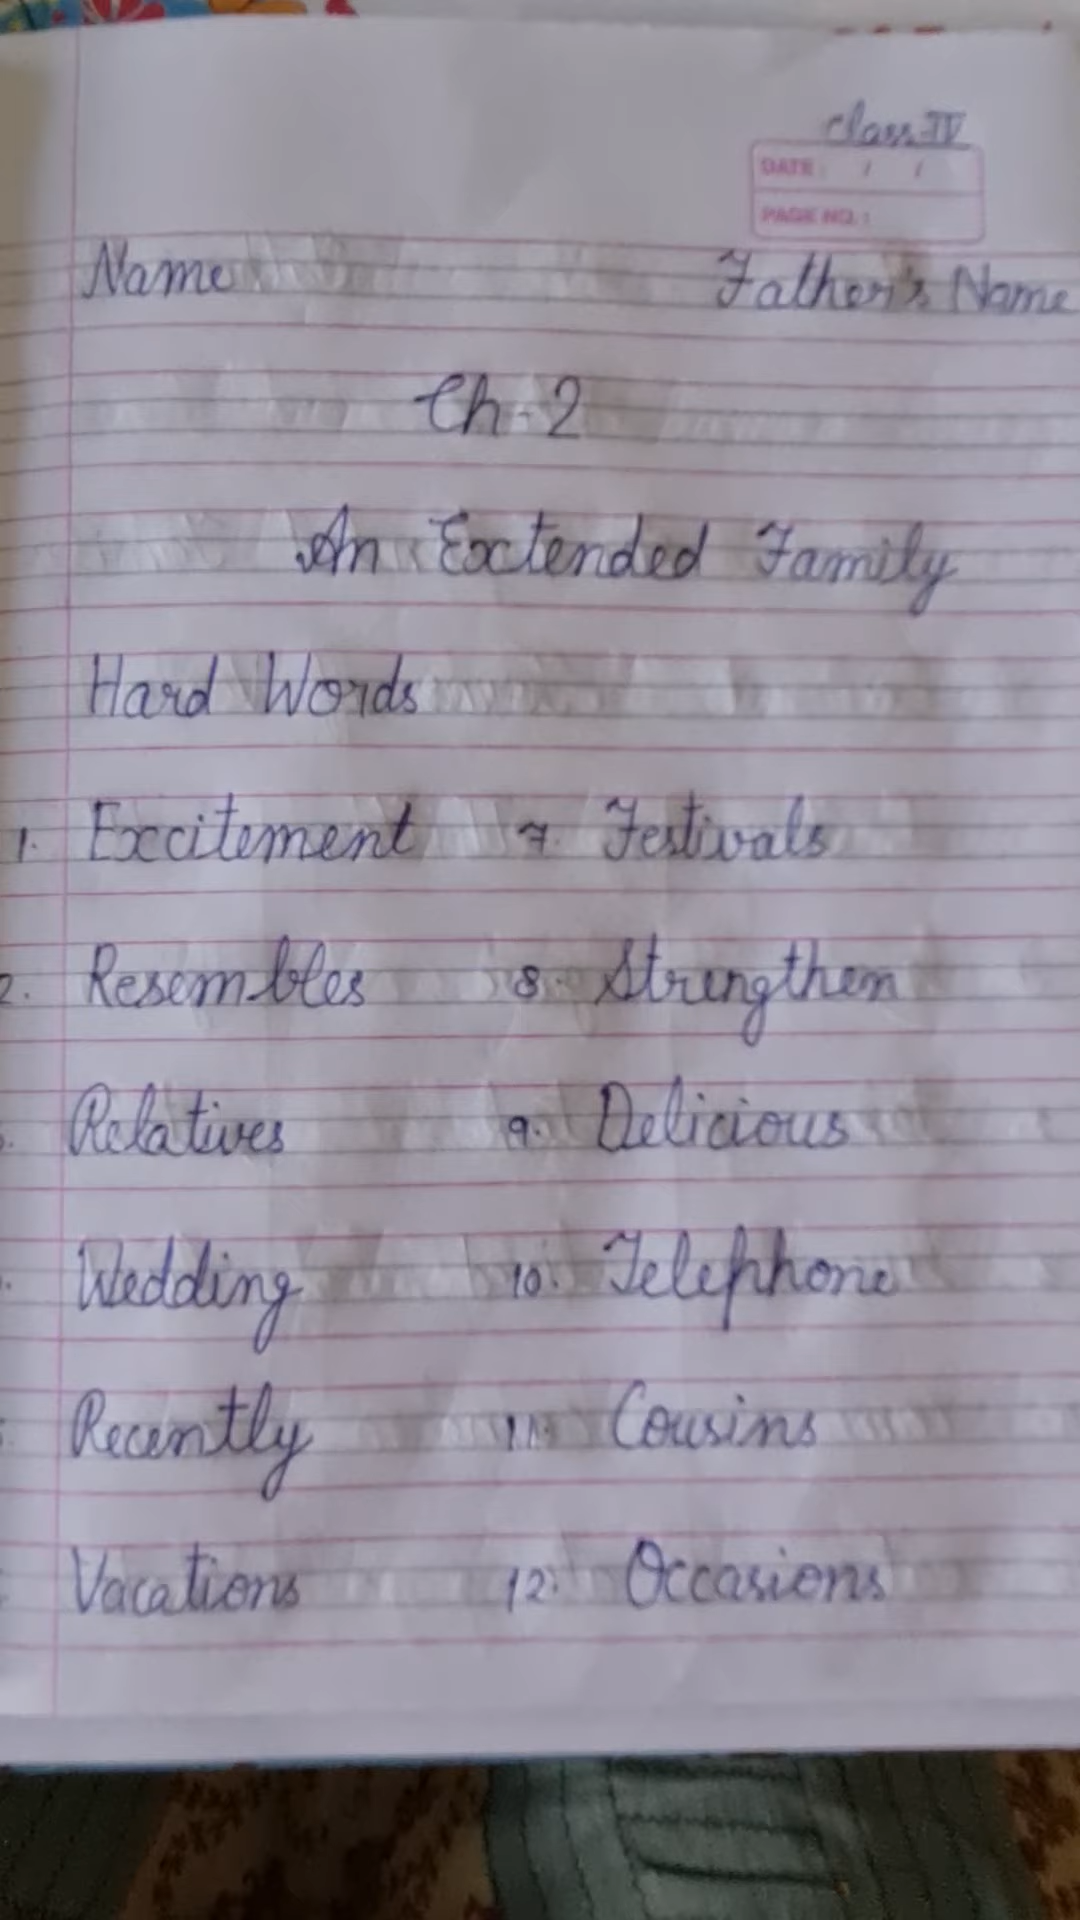 Class-IV
DATE: / /
PAGE NO.:
Name Father's Name
Ch-2
An Extended Family
Hard Words
1. Excitement 7. Festivals
2. Resembles 8. Strengthen
Relatives 9. Delicious
Wedding 10. Telephone
Recently 11. Cousins
Vacations 12. Occasions